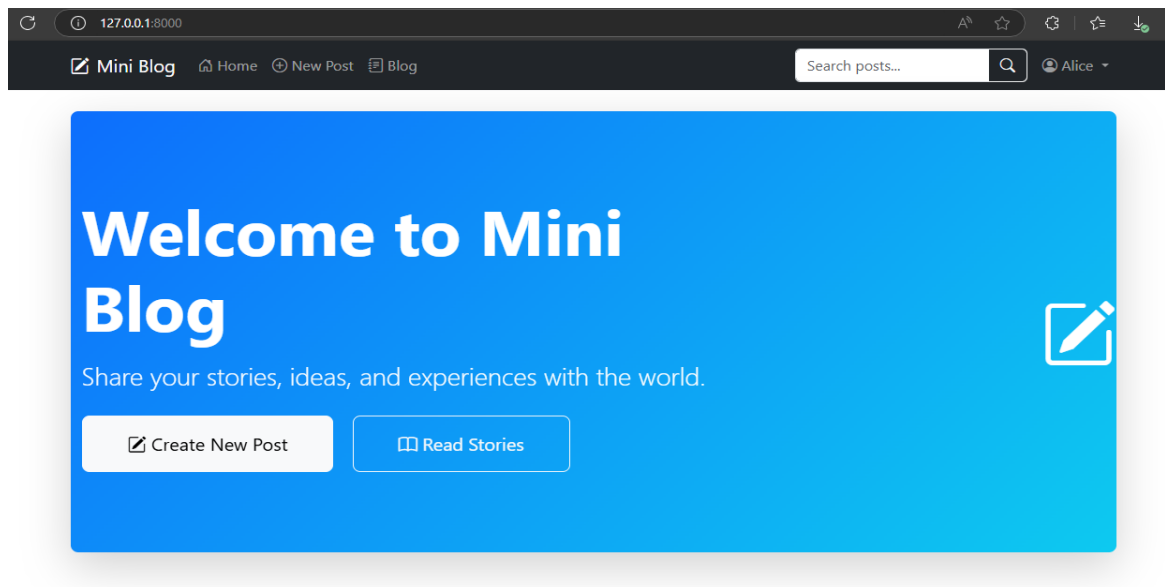 127.0.0.1:8000
Mini Blog Home New Post Blog Search posts... Alice
Welcome to Mini
Blog
Share your stories, ideas, and experiences with the world.
Create New Post Read Stories